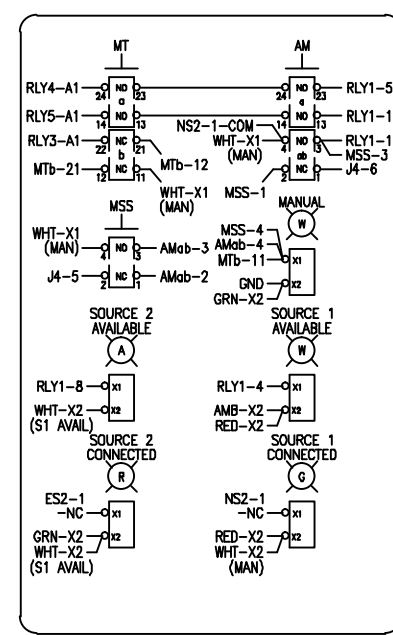 MT AM
RLY4-A1 24 NO 23 24 NO 23 RLY1-5
a a
RLY5-A1 14 NO 13 14 NO 13 RLY1-1
NS2-1-COM
RLY3-A1 22 NC 21 MTb-12
WHT-X1 (MAN) 4 NO 3 RLY1-1
MSS-3
b ab
MTb-21 12 NC 11 WHT-X1 (MAN)
MSS-1 2 NC 1 J4-6
MSS
WHT-X1 (MAN) 4 NO 3 AMab-3
J4-5 2 NC 1 AMab-2
MANUAL
W
MSS-4
AMab-4
MTb-11 X1
GND X2
GRN-X2
SOURCE 2 AVAILABLE
A
RLY1-8 X1
WHT-X2 X2
(S1 AVAIL)
SOURCE 1 AVAILABLE
W
RLY1-4 X1
AMB-X2 X2
RED-X2
SOURCE 2 CONNECTED
R
ES2-1
-NC X1
GRN-X2 X2
WHT-X2
(S1 AVAIL)
SOURCE 1 CONNECTED
G
NS2-1
-NC X1
RED-X2 X2
WHT-X2
(MAN)